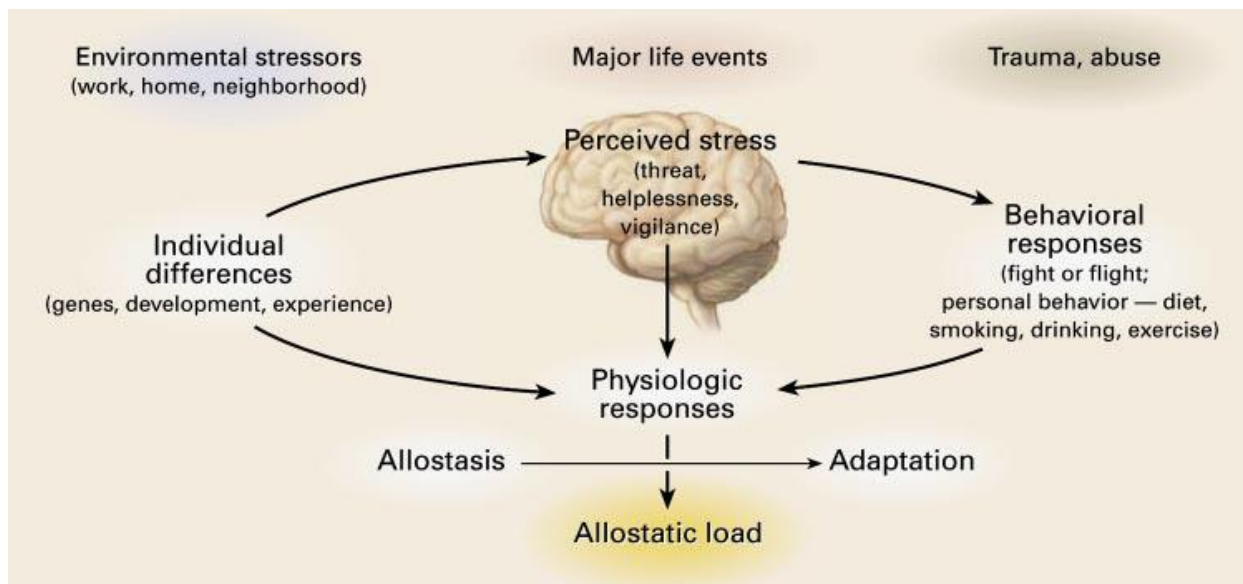 Environmental stressors
(work, home, neighborhood)
Major life events
Trauma, abuse
Perceived stress
(threat,
helplessness,
vigilance)
Individual
differences
(genes, development, experience)
Behavioral
responses
(fight or flight;
personal behavior — diet,
smoking, drinking, exercise)
Physiologic
responses
Allostasis
Adaptation
Allostatic load